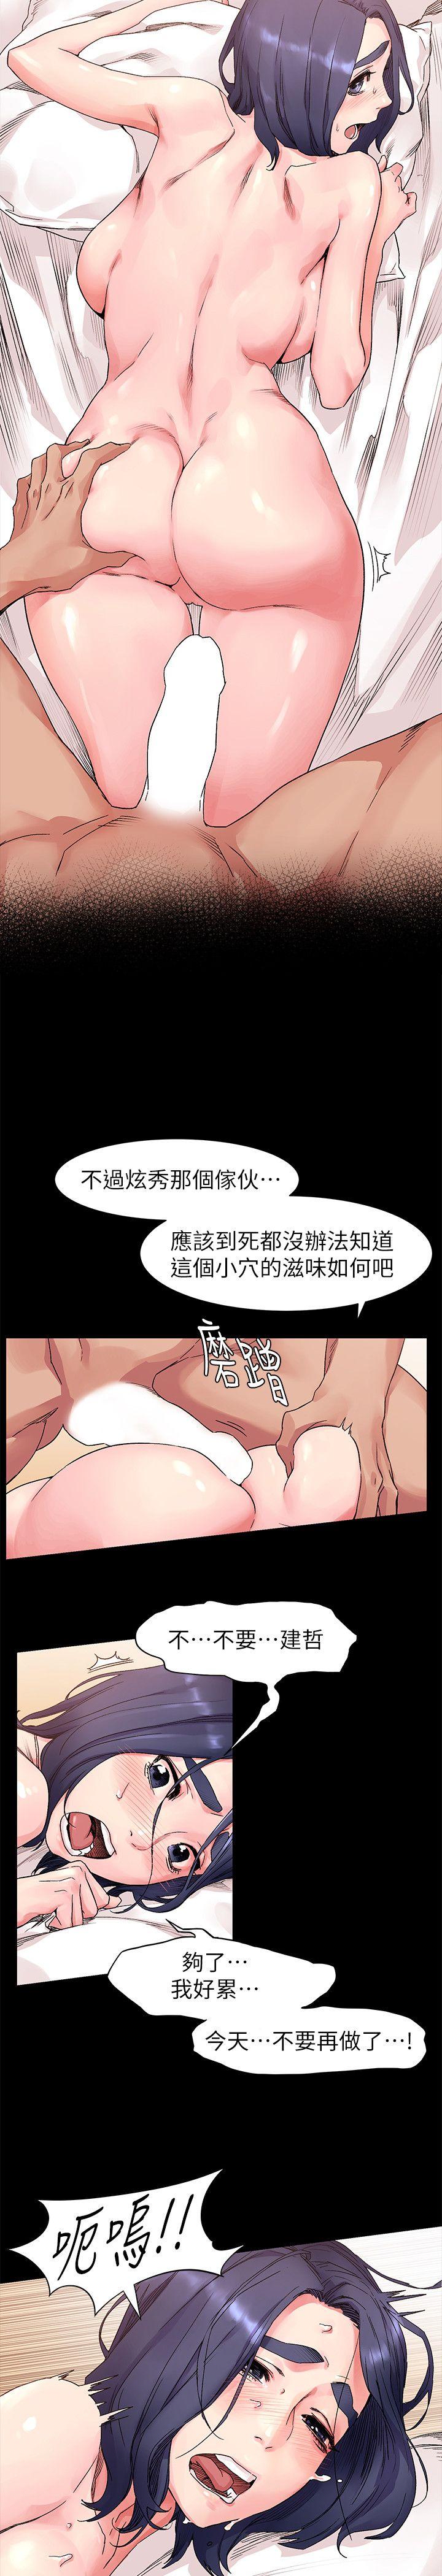 不過炫秀那個傢伙⋯
應該到死都沒辦法知道
這個小穴的滋味如何吧
磨蹭
不⋯不要⋯建哲
夠了⋯
我好累⋯
今天⋯不要再做了⋯!
呃嗚!!